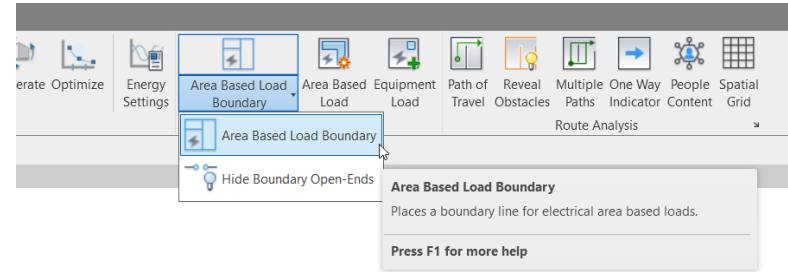 erate Optimize
Energy Settings
Area Based Load Boundary
Area Based Load
Equipment Load
Path of Travel
Reveal Obstacles
Multiple Paths
One Way Indicator
People Content
Spatial Grid
Route Analysis
Area Based Load Boundary
Hide Boundary Open-Ends
Area Based Load Boundary
Places a boundary line for electrical area based loads.
Press F1 for more help